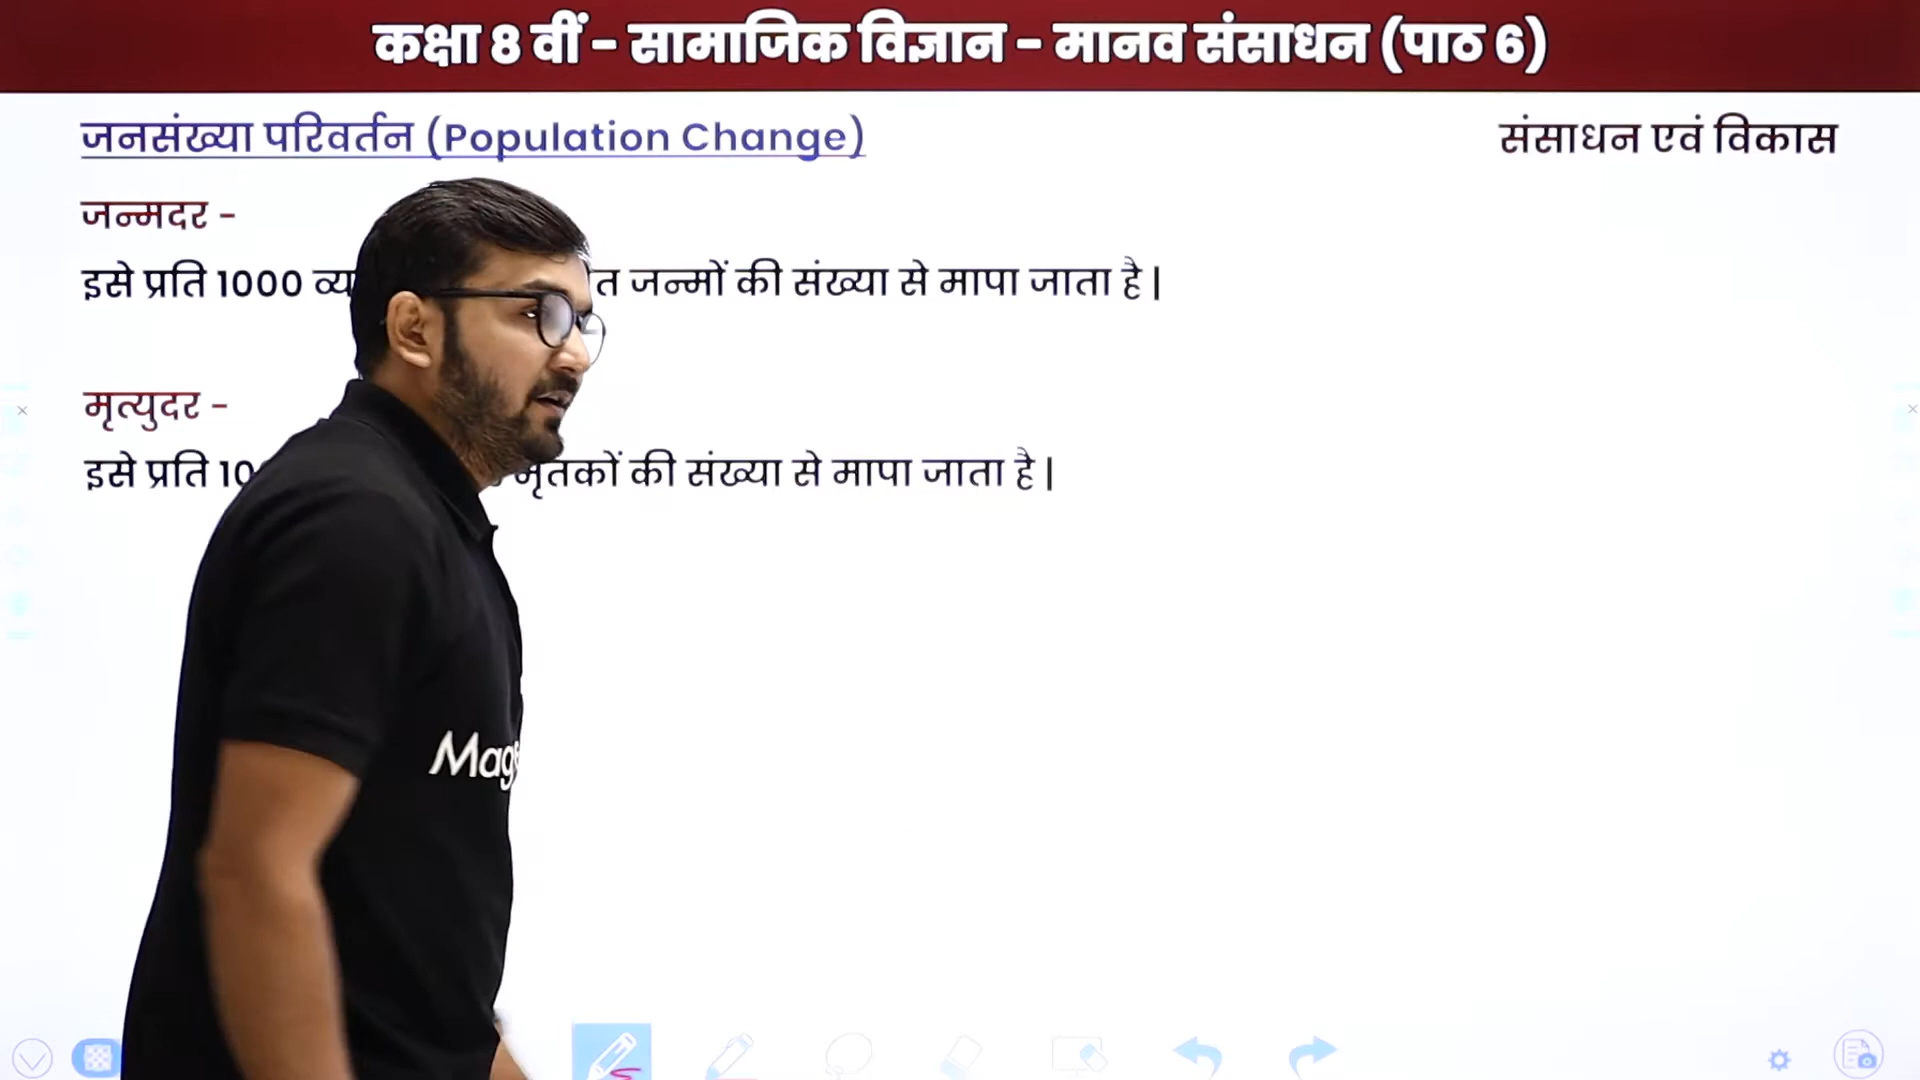 कक्षा 8 वीं - सामाजिक विज्ञान - मानव संसाधन (पाठ 6)
जनसंख्या परिवर्तन (Population Change)
संसाधन एवं विकास
जन्मदर -
इसे प्रति 1000 जन्मों की संख्या से मापा जाता है |
मृत्युदर -
इसे प्रति मृतकों की संख्या से मापा जाता है |